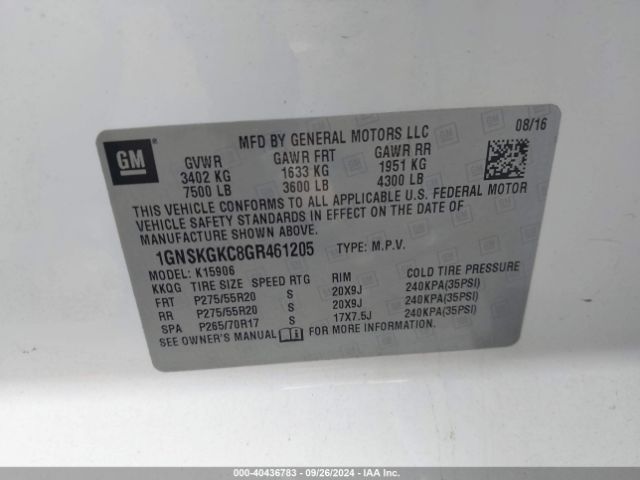 MFD BY GENERAL MOTORS LLC 08/16
GM
GVWR GAWR FRT GAWR RR
3402 KG 1633 KG 1951 KG
7500 LB 3600 LB 4300 LB
THIS VEHICLE CONFORMS TO ALL APPLICABLE U.S. FEDERAL MOTOR
VEHICLE SAFETY STANDARDS IN EFFECT ON THE DATE OF
MANUFACTURE SHOWN ABOVE.
1GNSKGKC8GR461205 TYPE: M.P.V.
MODEL: K15906
KKQG TIRE SIZE SPEED RTG RIM COLD TIRE PRESSURE
FRT P275/55R20 S 20X9J 240KPA(35PSI)
RR P275/55R20 S 20X9J 240KPA(35PSI)
SPA P265/70R17 S 17X7.5J 240KPA(35PSI)
SEE OWNER'S MANUAL FOR MORE INFORMATION.
000-40436783 / 09/26/2024 / IAA Inc.